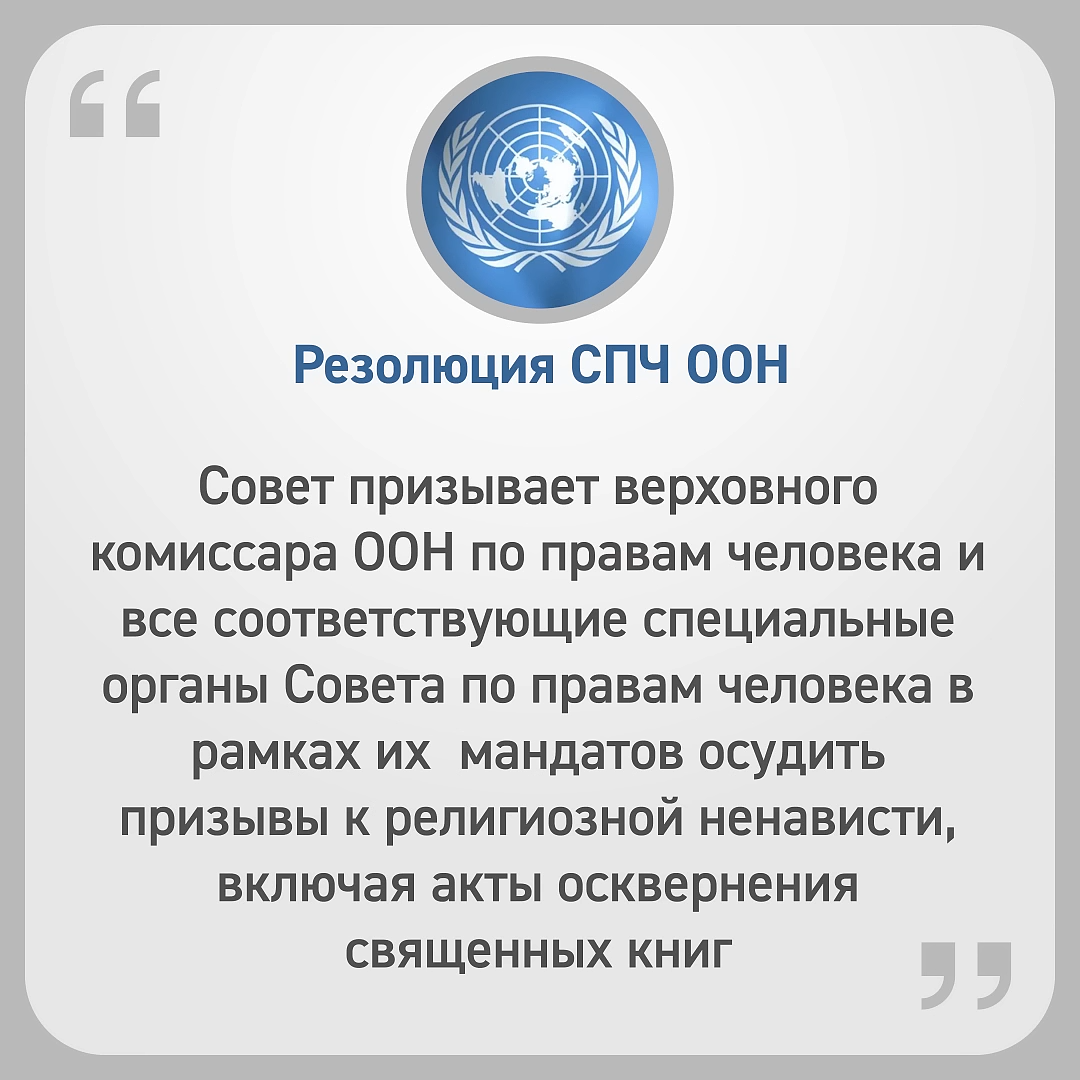 Резолюция СПЧ ООН
Совет призывает верховного
комиссара ООН по правам человека и
все соответствующие специальные
органы Совета по правам человека в
рамках их  мандатов осудить
призывы к религиозной ненависти,
включая акты осквернения
священных книг